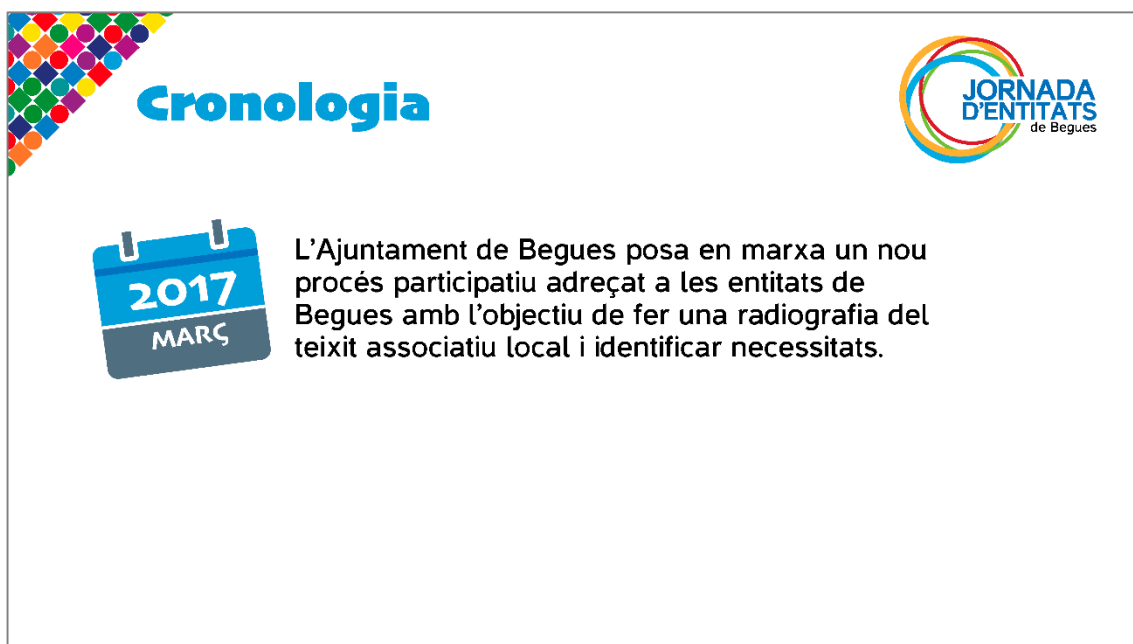 Cronologia
JORNADA
D'ENTITATS
de Begues
2017
MARÇ
L'Ajuntament de Begues posa en marxa un nou
procés participatiu adreçat a les entitats de
Begues amb l'objectiu de fer una radiografia del
teixit associatiu local i identificar necessitats.